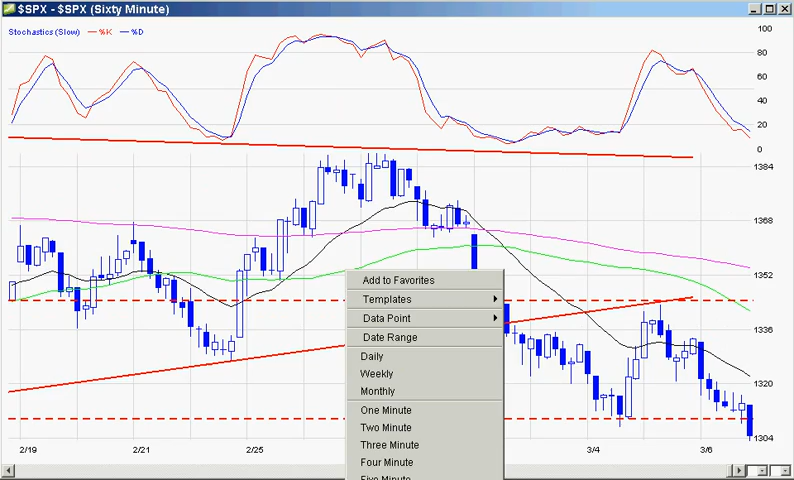 $SPX - $SPX (Sixty Minute)
Stochastics (Slow) %K %D
100
80
60
40
20
0
1384
1368
1352
1336
1320
1304
Add to Favorites
Templates
Data Point
Date Range
Daily
Weekly
Monthly
One Minute
Two Minute
Three Minute
Four Minute
Five Minute
2/19 2/21 2/25 3/4 3/6